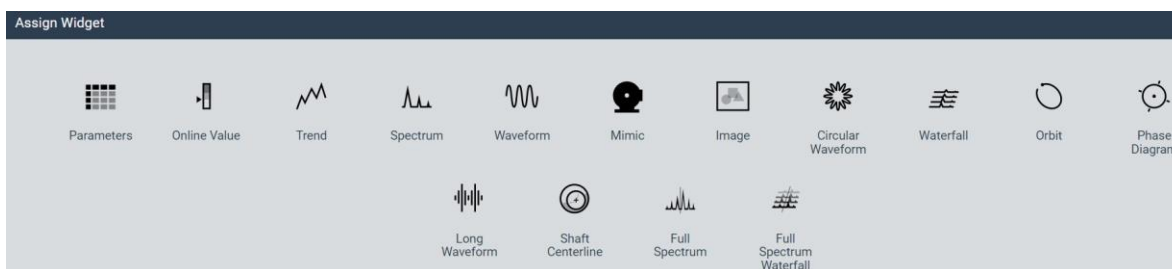 Assign Widget
Parameters
Online Value
Trend
Spectrum
Waveform
Mimic
Image
Circular
Waveform
Waterfall
Orbit
Phase
Diagram
Long
Waveform
Shaft
Centerline
Full
Spectrum
Full
Spectrum
Waterfall